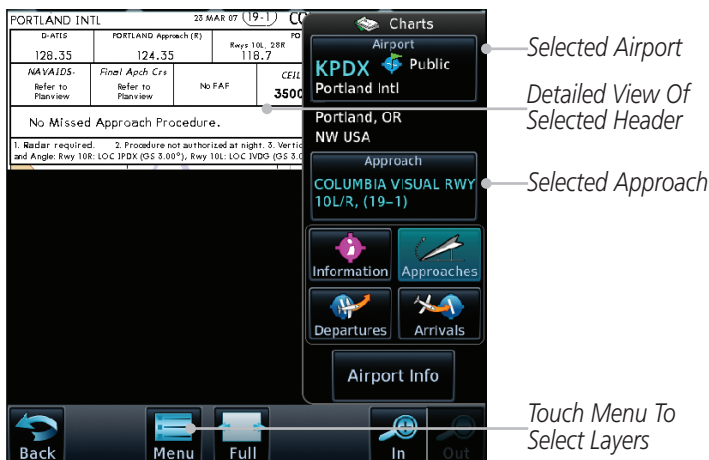 PORTLAND INTL 23 MAR 07 (19-1) CO
D-ATIS PORTLAND Approach (R) PO
Rwys 10L, 28R
128.35 124.35 118.7
NAVAIDS- Final Apch Crs No FAF CEIL
Refer to Planview Refer to Planview 3500
No Missed Approach Procedure.
1. Radar required. 2. Procedure not authorized at night. 3. Vertic
and Angle: Rwy 10R: LOC IPDX (GS 3.00°), Rwy 10L: LOC IVDG (GS 3.0
Charts
Airport
KPDX Public
Portland Intl
Portland, OR
NW USA
Approach
COLUMBIA VISUAL RWY
10L/R, (19-1)
Information Approaches
Departures Arrivals
Airport Info
Back Menu Full In Out
Selected Airport
Detailed View Of
Selected Header
Selected Approach
Touch Menu To
Select Layers